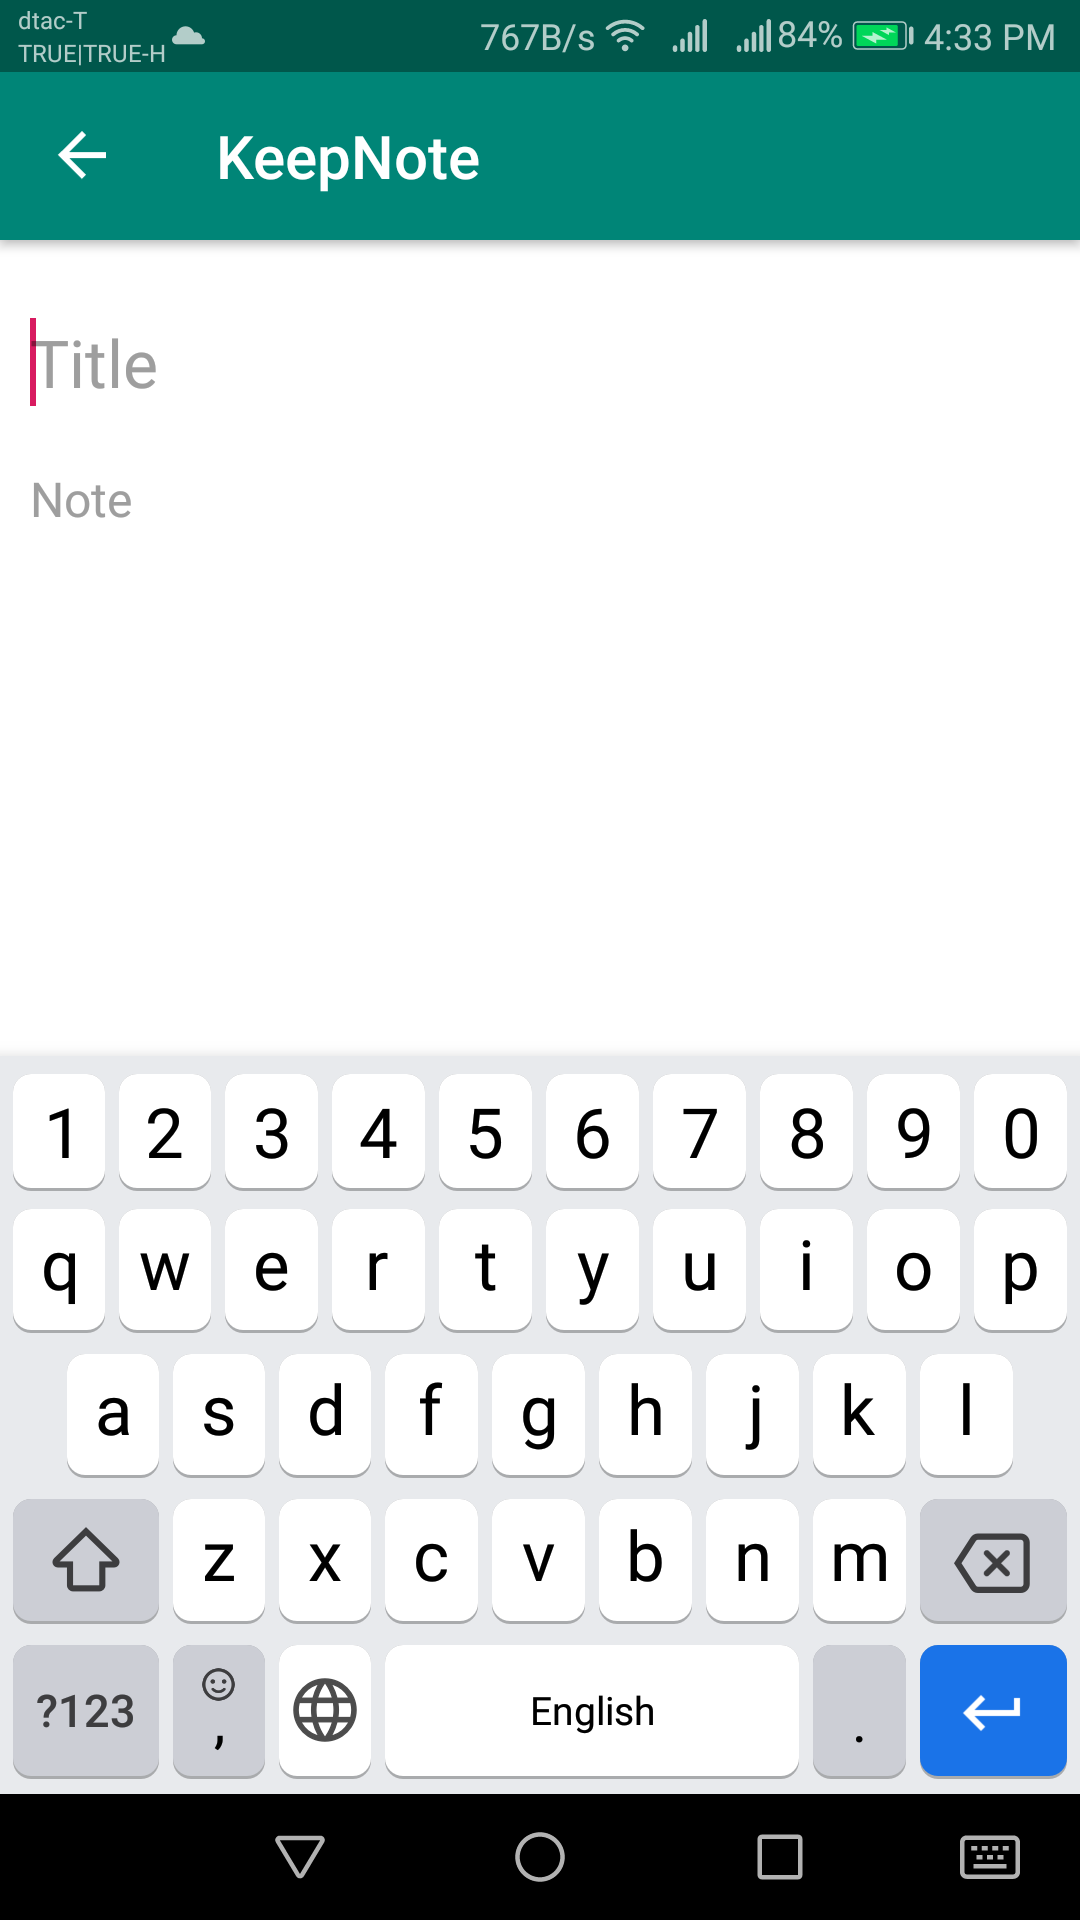 dtac-T
TRUE|TRUE-H
767B/s 84% 4:33 PM
KeepNote
Title
Note
1 2 3 4 5 6 7 8 9 0
q w e r t y u i o p
a s d f g h j k l
z x c v b n m
?123 , English .